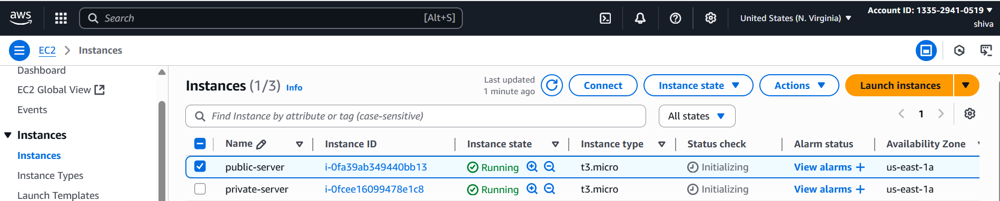 aws
Search [Alt+S]
United States (N. Virginia)
Account ID: 1335-2941-0519
shiva
EC2 > Instances
Dashboard
EC2 Global View
Events
Instances
Instances
Instance Types
Launch Templates
Instances (1/3) Info
Last updated
1 minute ago
Connect
Instance state
Actions
Launch instances
Find Instance by attribute or tag (case-sensitive)
All states
1
Name Instance ID Instance state Instance type Status check Alarm status Availability Zone
public-server i-0fa39ab349440bb13 Running t3.micro Initializing View alarms + us-east-1a
private-server i-0fcee16099478e1c8 Running t3.micro Initializing View alarms + us-east-1a